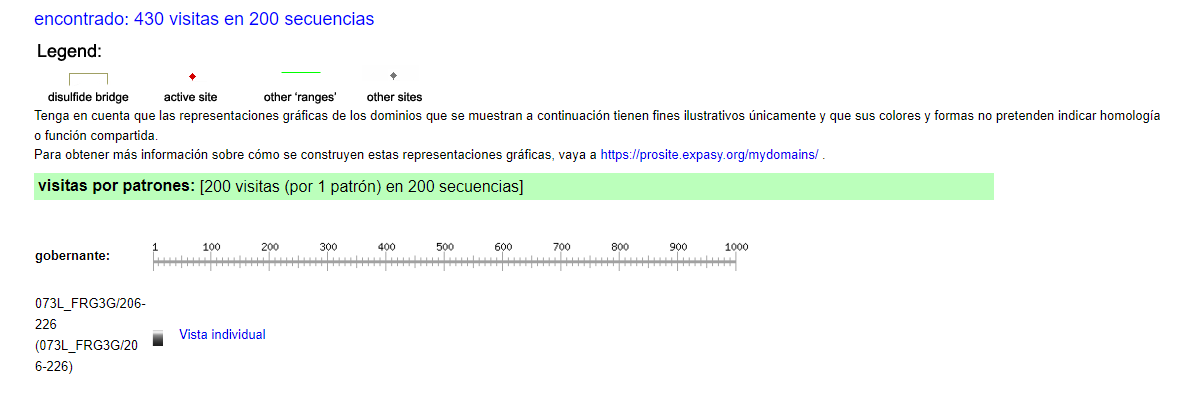 encontrado: 430 visitas en 200 secuencias
Legend:
disulfide bridge active site other 'ranges' other sites
Tenga en cuenta que las representaciones gráficas de los dominios que se muestran a continuación tienen fines ilustrativos únicamente y que sus colores y formas no pretenden indicar homología
o función compartida.
Para obtener más información sobre cómo se construyen estas representaciones gráficas, vaya a https://prosite.expasy.org/mydomains/ .
visitas por patrones: [200 visitas (por 1 patrón) en 200 secuencias]
1 100 200 300 400 500 600 700 800 900 1000
gobernante:
073L_FRG3G/206-
226
(073L_FRG3G/20
6-226)
Vista individual